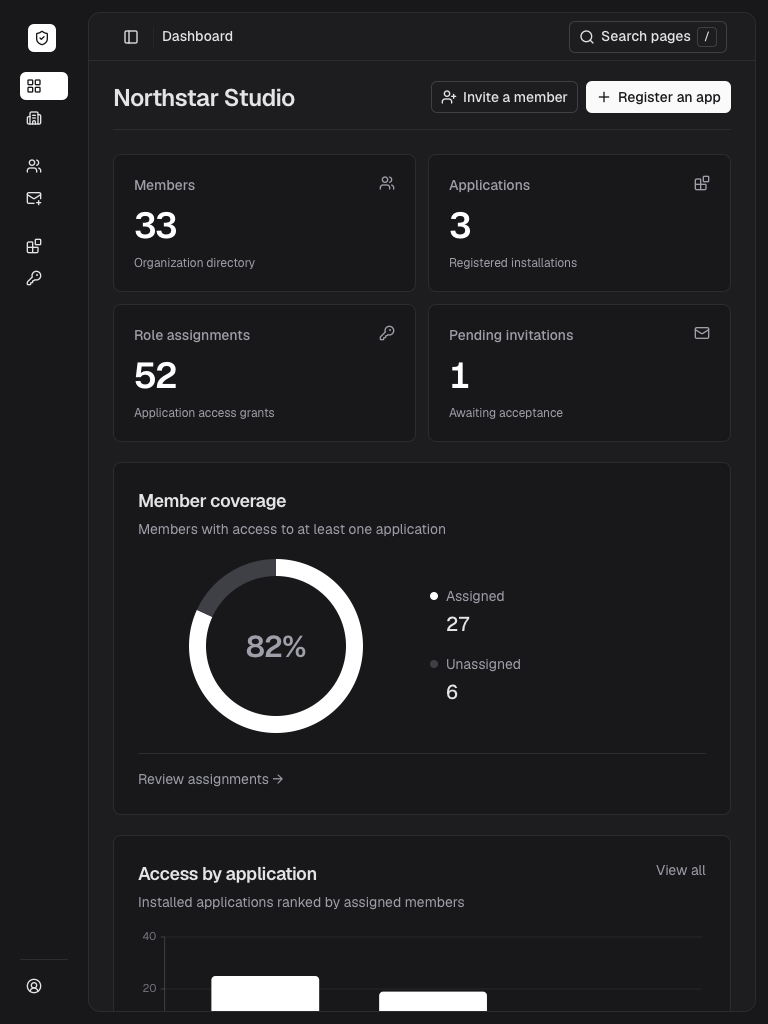 Dashboard
Search pages /
Northstar Studio
Invite a member
Register an app
Members
33
Organization directory
Applications
3
Registered installations
Role assignments
52
Application access grants
Pending invitations
1
Awaiting acceptance
Member coverage
Members with access to at least one application
82%
Assigned
27
Unassigned
6
Review assignments →
Access by application
View all
Installed applications ranked by assigned members
40
20